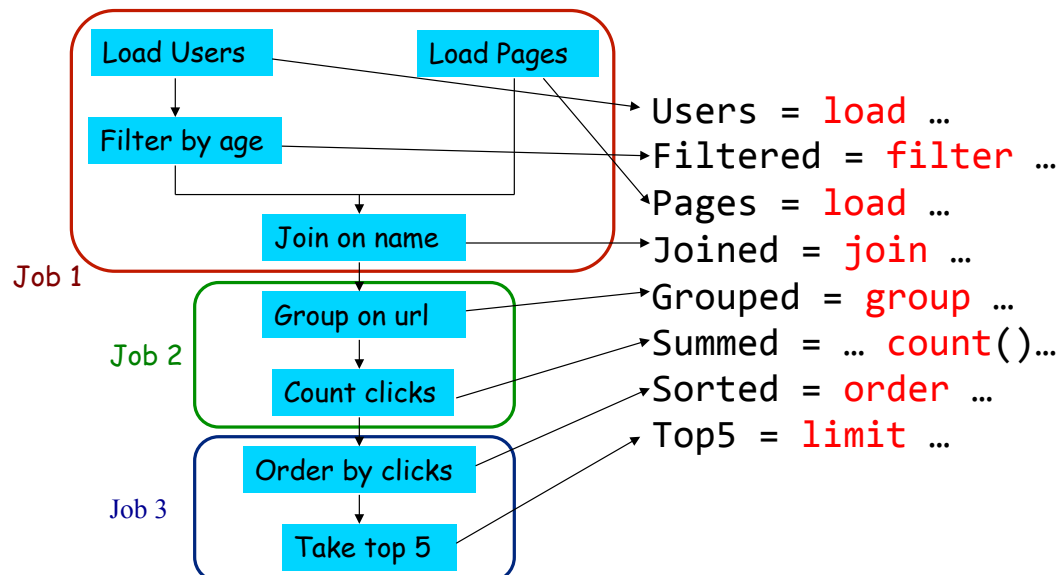 Load Users
Load Pages
Filter by age
Join on name
Job 1
Group on url
Job 2
Count clicks
Order by clicks
Job 3
Take top 5
Users = load …
Filtered = filter …
Pages = load …
Joined = join …
Grouped = group …
Summed = … count()…
Sorted = order …
Top5 = limit …